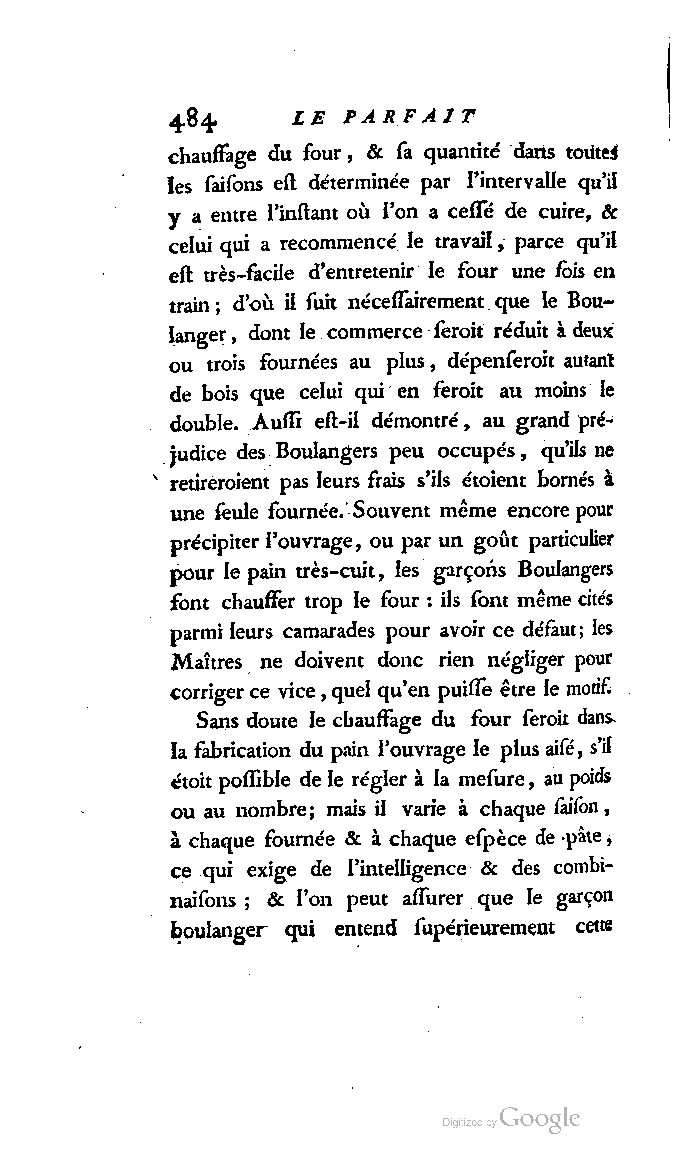 484 LE PARFAIT
chauffage du four, & ſa quantité dans toutes
les ſaiſons eſt déterminée par l'intervalle qu'il
y a entre l'inſtant où l'on a ceſſé de cuire, &
celui qui a recommencé le travail, parce qu'il
eſt très-facile d'entretenir le four une fois en
train; d'où il ſuit néceſſairement que le Bou-
langer, dont le commerce ſeroit réduit à deux
ou trois fournées au plus, dépenſeroit autant
de bois que celui qui en feroit au moins le
double. Auſſi eſt-il démontré, au grand pré-
judice des Boulangers peu occupés, qu'ils ne
retireroient pas leurs frais s'ils étoient bornés à
une ſeule fournée. Souvent même encore pour
précipiter l'ouvrage, ou par un goût particulier
pour le pain très-cuit, les garçons Boulangers
font chauffer trop le four : ils ſont même cités
parmi leurs camarades pour avoir ce défaut; les
Maîtres ne doivent donc rien négliger pour
corriger ce vice, quel qu'en puiſſe être le motif.
Sans doute le chauffage du four ſeroit dans
la fabrication du pain l'ouvrage le plus aiſé, s'il
étoit poſſible de le régler à la meſure, au poids
ou au nombre; mais il varie à chaque ſaiſon,
à chaque fournée & à chaque eſpèce de pâte,
ce qui exige de l'intelligence & des combi-
naiſons ; & l'on peut aſſurer que le garçon
boulanger qui entend ſupérieurement cette
Digitized by Google